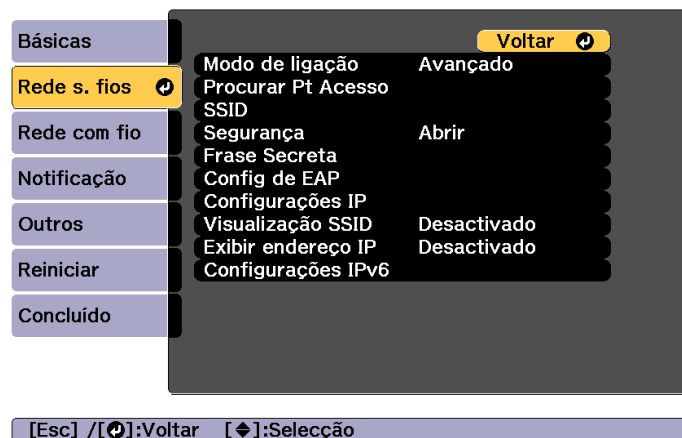 Básicas
Rede s. fios
Rede com fio
Notificação
Outros
Reiniciar
Concluído
Voltar
Modo de ligação Avançado
Procurar Pt Acesso
SSID
Segurança Abrir
Frase Secreta
Config de EAP
Configurações IP
Visualização SSID Desactivado
Exibir endereço IP Desactivado
Configurações IPv6
[Esc] /[]:Voltar []:Selecção